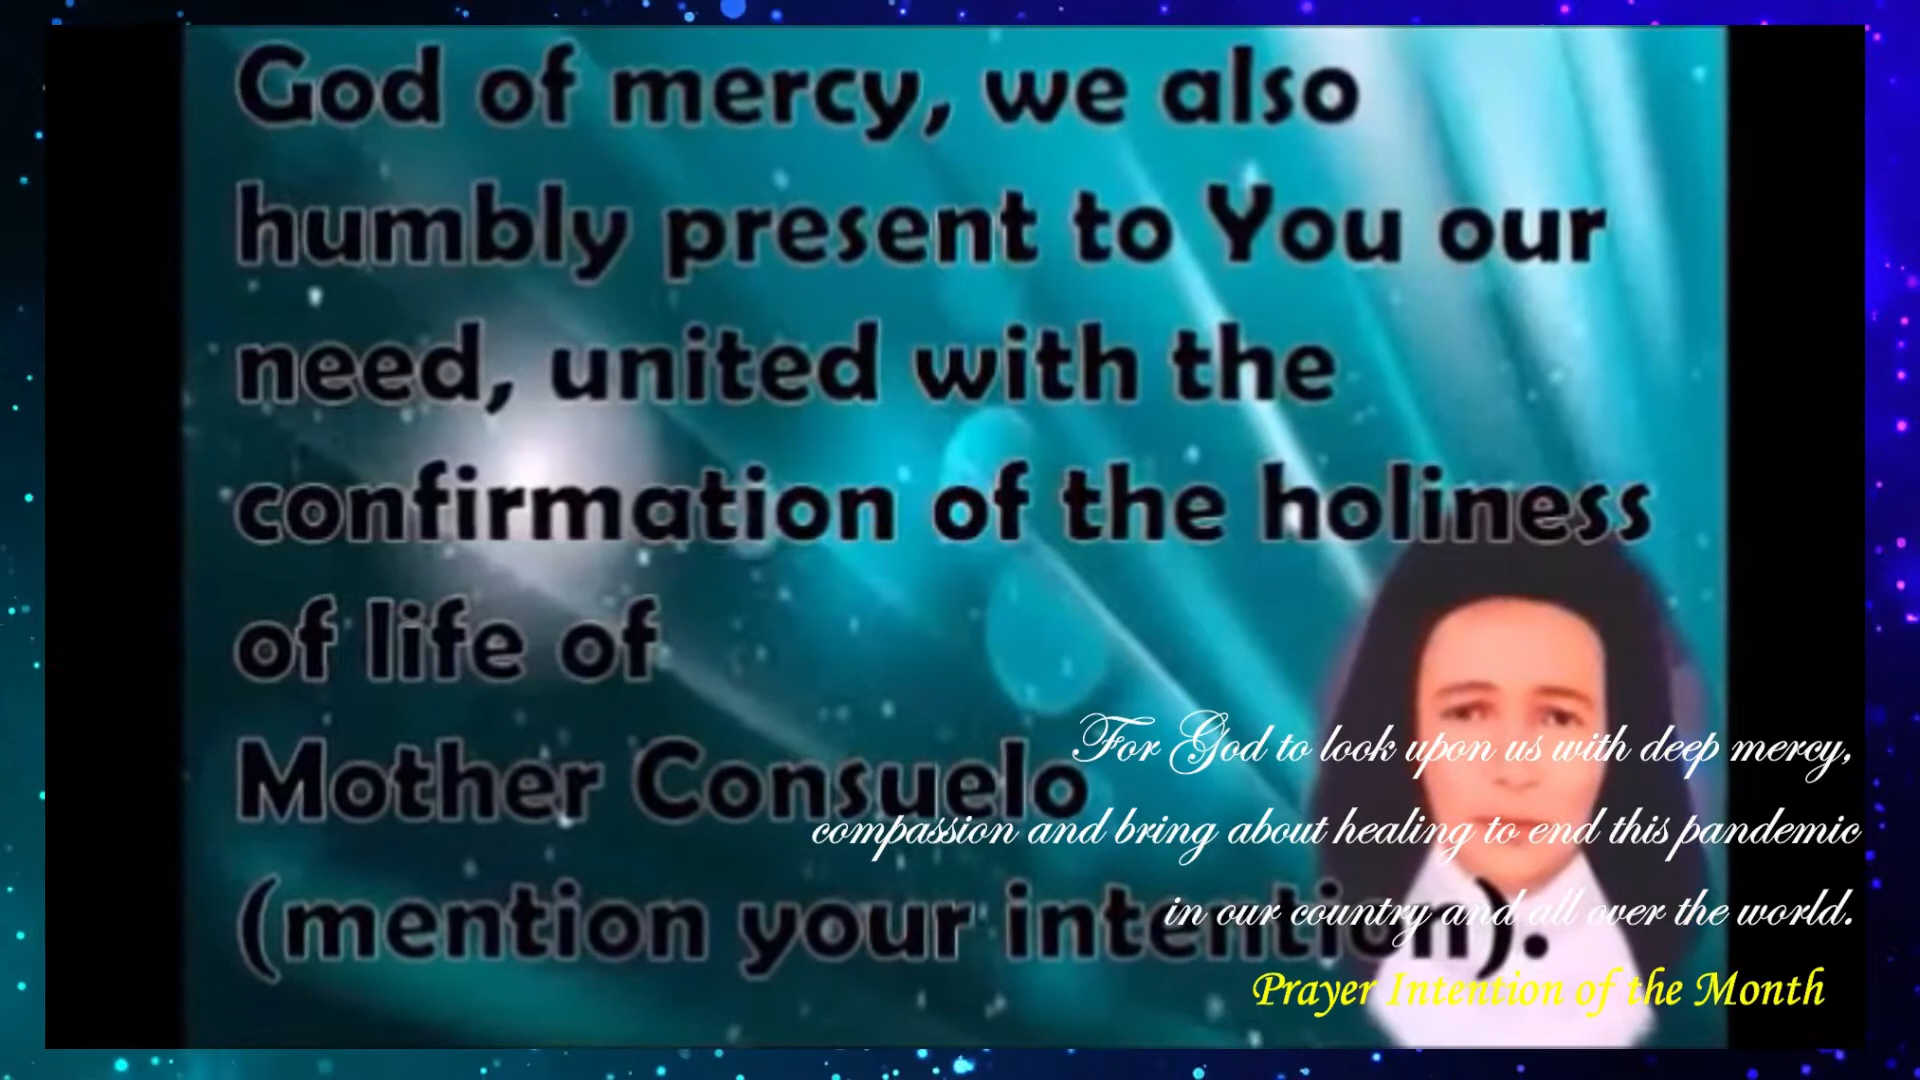 God of mercy, we also
humbly present to You our
need, united with the
confirmation of the holiness
of life of
Mother Consuelo
(mention your intention).
For God to look upon us with deep mercy,
compassion and bring about healing to end this pandemic
in our country and all over the world.
Prayer Intention of the Month